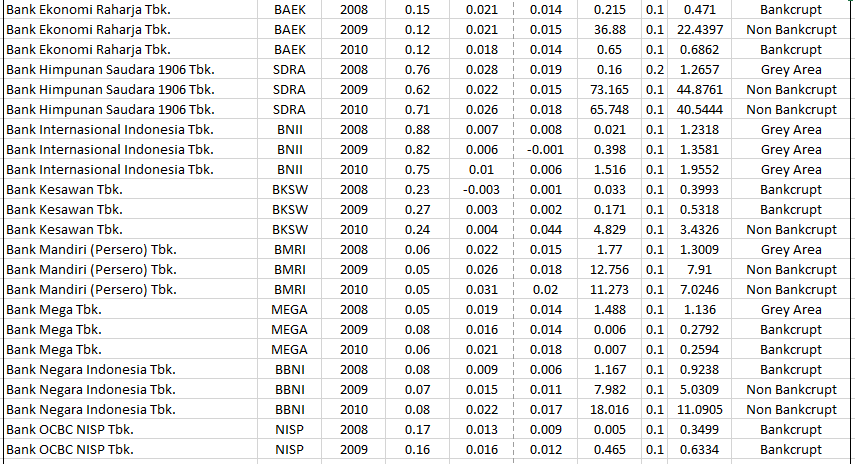 Bank Ekonomi Raharja Tbk. BAEK 2008 0.15 0.021 0.014 0.215 0.1 0.471 Bankcrupt
Bank Ekonomi Raharja Tbk. BAEK 2009 0.12 0.021 0.015 36.88 0.1 22.4397 Non Bankcrupt
Bank Ekonomi Raharja Tbk. BAEK 2010 0.12 0.018 0.014 0.65 0.1 0.6862 Bankcrupt
Bank Himpunan Saudara 1906 Tbk. SDRA 2008 0.76 0.028 0.019 0.16 0.2 1.2657 Grey Area
Bank Himpunan Saudara 1906 Tbk. SDRA 2009 0.62 0.022 0.015 73.165 0.1 44.8761 Non Bankcrupt
Bank Himpunan Saudara 1906 Tbk. SDRA 2010 0.71 0.026 0.018 65.748 0.1 40.5444 Non Bankcrupt
Bank Internasional Indonesia Tbk. BNII 2008 0.88 0.007 0.008 0.021 0.1 1.2318 Grey Area
Bank Internasional Indonesia Tbk. BNII 2009 0.82 0.006 -0.001 0.398 0.1 1.3581 Grey Area
Bank Internasional Indonesia Tbk. BNII 2010 0.75 0.01 0.006 1.516 0.1 1.9552 Grey Area
Bank Kesawan Tbk. BKSW 2008 0.23 -0.003 0.001 0.033 0.1 0.3993 Bankcrupt
Bank Kesawan Tbk. BKSW 2009 0.27 0.003 0.002 0.171 0.1 0.5318 Bankcrupt
Bank Kesawan Tbk. BKSW 2010 0.24 0.004 0.044 4.829 0.1 3.4326 Non Bankcrupt
Bank Mandiri (Persero) Tbk. BMRI 2008 0.06 0.022 0.015 1.77 0.1 1.3009 Grey Area
Bank Mandiri (Persero) Tbk. BMRI 2009 0.05 0.026 0.018 12.756 0.1 7.91 Non Bankcrupt
Bank Mandiri (Persero) Tbk. BMRI 2010 0.05 0.031 0.02 11.273 0.1 7.0246 Non Bankcrupt
Bank Mega Tbk. MEGA 2008 0.05 0.019 0.014 1.488 0.1 1.136 Grey Area
Bank Mega Tbk. MEGA 2009 0.08 0.016 0.014 0.006 0.1 0.2792 Bankcrupt
Bank Mega Tbk. MEGA 2010 0.06 0.021 0.018 0.007 0.1 0.2594 Bankcrupt
Bank Negara Indonesia Tbk. BBNI 2008 0.08 0.009 0.006 1.167 0.1 0.9238 Bankcrupt
Bank Negara Indonesia Tbk. BBNI 2009 0.07 0.015 0.011 7.982 0.1 5.0309 Non Bankcrupt
Bank Negara Indonesia Tbk. BBNI 2010 0.08 0.022 0.017 18.016 0.1 11.0905 Non Bankcrupt
Bank OCBC NISP Tbk. NISP 2008 0.17 0.013 0.009 0.005 0.1 0.3499 Bankcrupt
Bank OCBC NISP Tbk. NISP 2009 0.16 0.016 0.012 0.465 0.1 0.6334 Bankcrupt